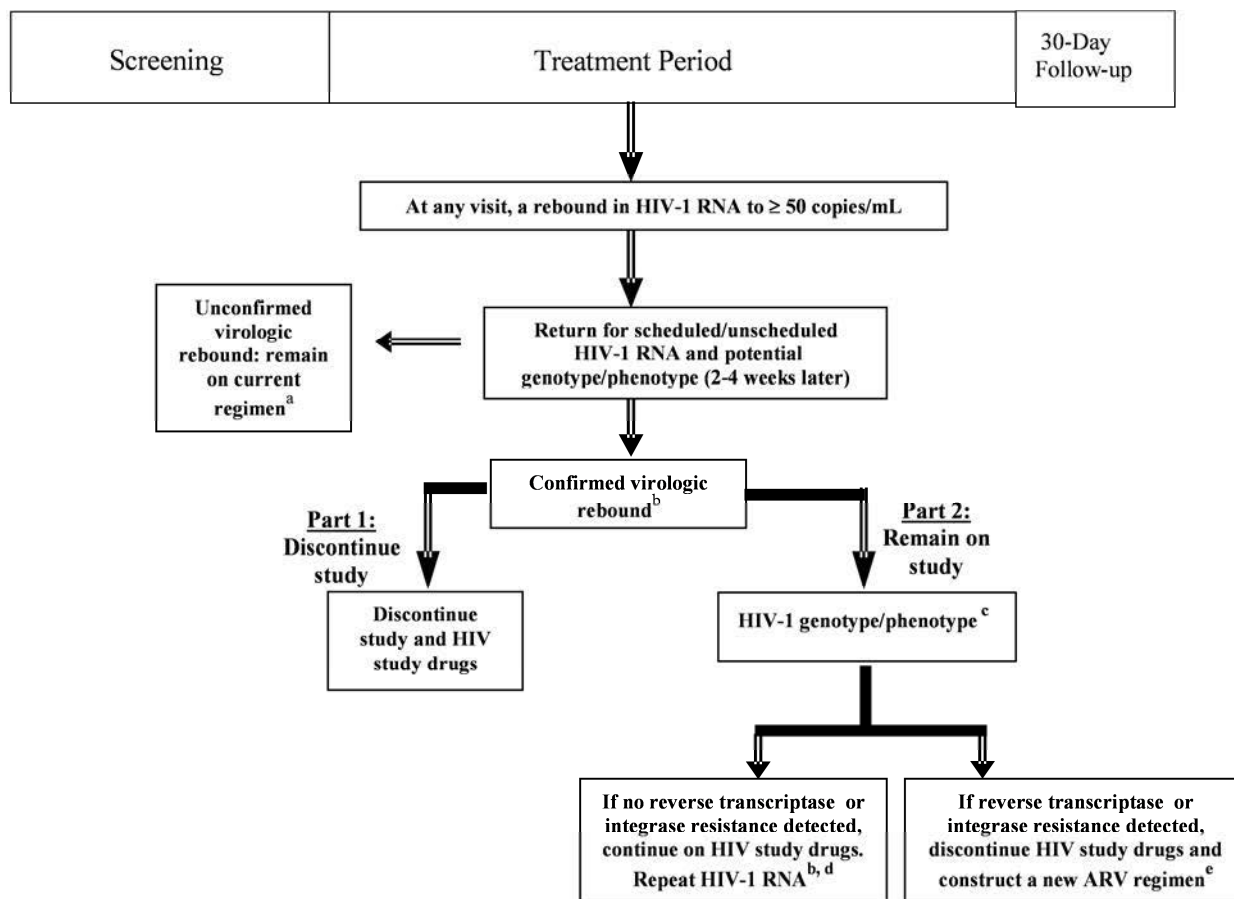 Screening
Treatment Period
30-Day
Follow-up
At any visit, a rebound in HIV-1 RNA to ≥ 50 copies/mL
Unconfirmed
virologic
rebound: remain
on current
regimen^a
Return for scheduled/unscheduled
HIV-1 RNA and potential
genotype/phenotype (2-4 weeks later)
Confirmed virologic
rebound^b
Part 1:
Discontinue
study
Part 2:
Remain on
study
Discontinue
study and HIV
study drugs
HIV-1 genotype/phenotype ^c
If no reverse transcriptase or
integrase resistance detected,
continue on HIV study drugs.
Repeat HIV-1 RNA^b, d
If reverse transcriptase or
integrase resistance detected,
discontinue HIV study drugs and
construct a new ARV regimen^e